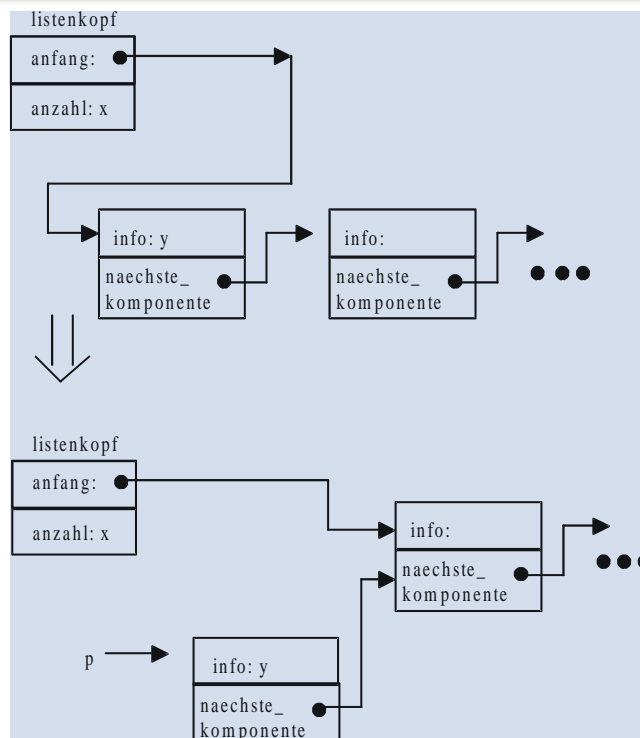 listenkopf
anfang:
anzahl: x
info: y
naechste_
komponente
info:
naechste_
komponente
listenkopf
anfang:
anzahl: x
info:
naechste_
komponente
p
info: y
naechste_
komponente